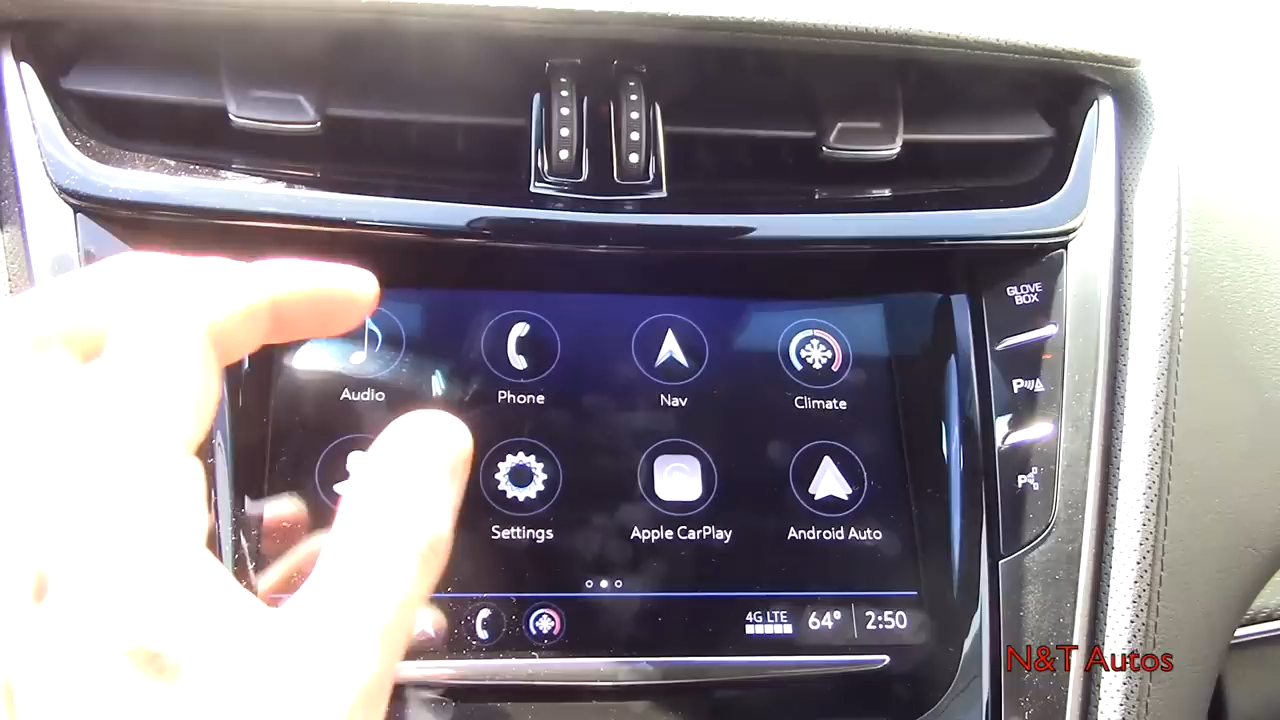 GLOVE
BOX
Audio
Phone
Nav
Climate
Settings
Apple CarPlay
Android Auto
4G LTE
64°
2:50
N&T Autos